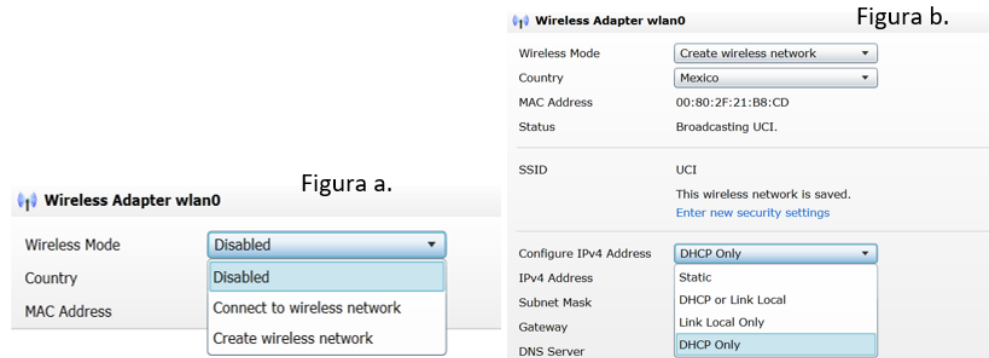 Figura a.
Wireless Adapter wlan0
Wireless Mode Disabled
Country Disabled
MAC Address Connect to wireless network
Create wireless network
Figura b.
Wireless Adapter wlan0
Wireless Mode Create wireless network
Country Mexico
MAC Address 00:80:2F:21:B8:CD
Status Broadcasting UCI.
SSID UCI
This wireless network is saved.
Enter new security settings
Configure IPv4 Address DHCP Only
IPv4 Address Static
Subnet Mask DHCP or Link Local
Gateway Link Local Only
DNS Server DHCP Only